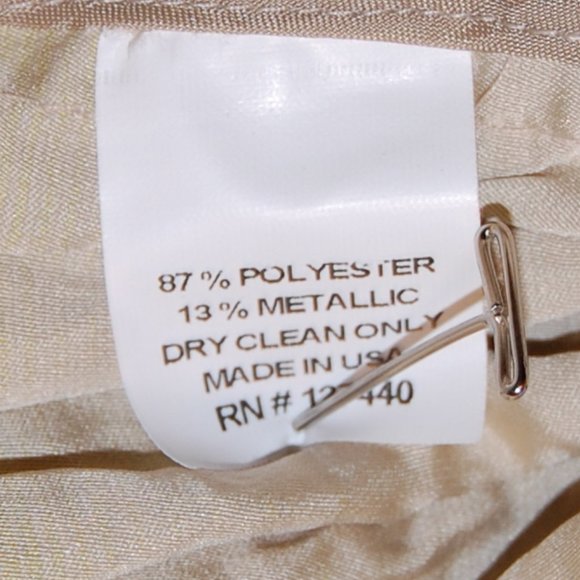 87 % POLYESTER
13 % METALLIC
DRY CLEAN ONLY
MADE IN USA
RN #